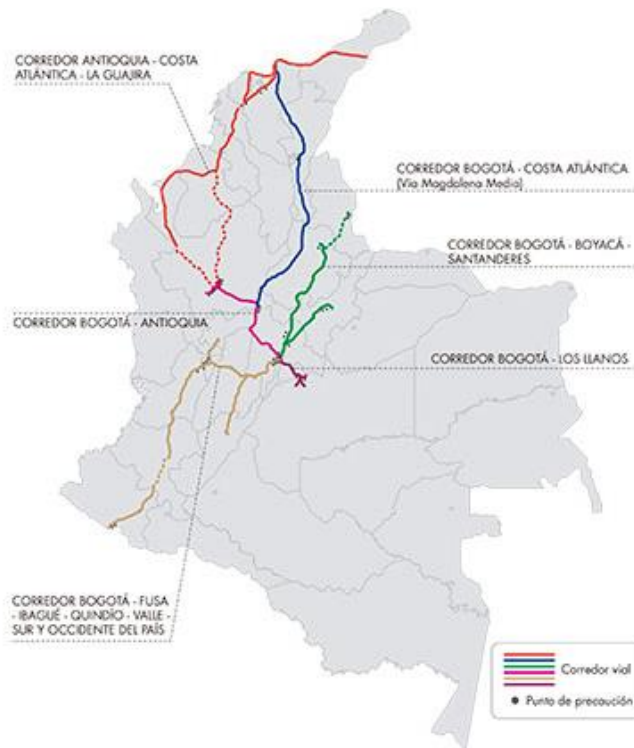 CORREDOR ANTIOQUIA - COSTA
ATLÁNTICA - LA GUAJIRA
CORREDOR BOGOTÁ - COSTA ATLÁNTICA
(Via Magdalena Medio)
CORREDOR BOGOTÁ - BOYACÁ -
SANTANDERES
CORREDOR BOGOTÁ - ANTIOQUIA
CORREDOR BOGOTÁ - LOS LLANOS
CORREDOR BOGOTÁ - FUSA
- IBAGUÉ - QUINDÍO - VALLE -
SUR Y OCCIDENTE DEL PAÍS
Corredor vial
Punto de precaución